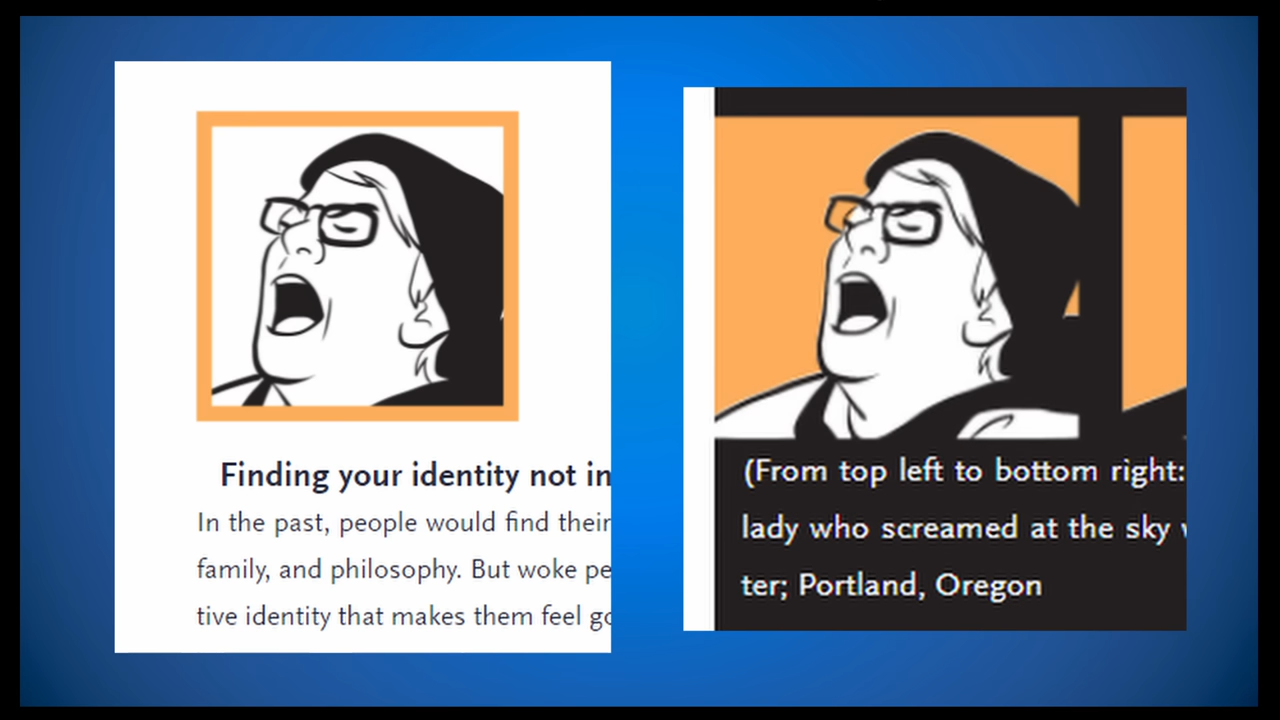 Finding your identity not in
In the past, people would find their
family, and philosophy. But woke pe
tive identity that makes them feel go
(From top left to bottom right:
lady who screamed at the sky
ter; Portland, Oregon